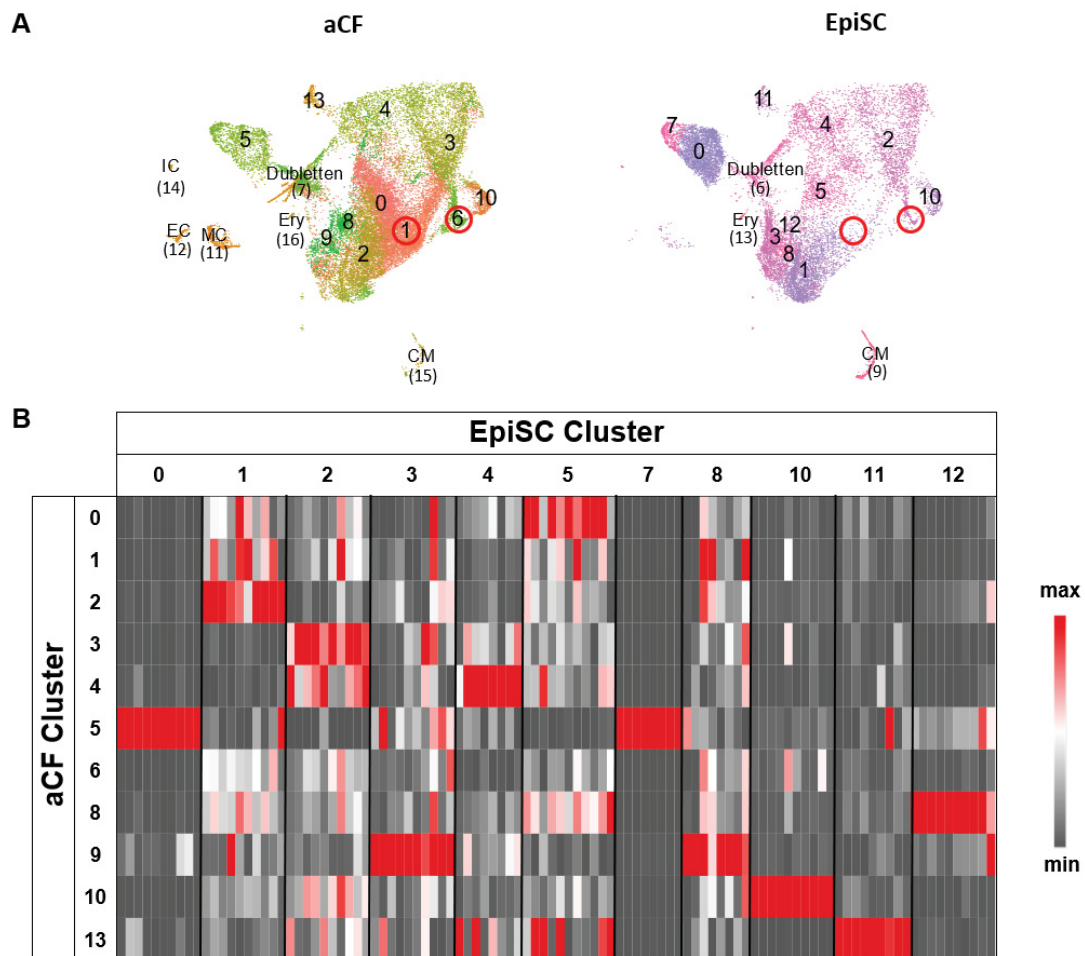 A
aCF
EpiSC
13
4
5
3
IC
(14)
Dubletten
(7)
0
10
8
Ery
(16)
1
6
9
2
EC
(12)
MC
(11)
CM
(15)
11
7
4
2
0
Dubletten
(6)
5
10
12
Ery
(13)
3
8
1
CM
(9)
B
EpiSC Cluster
0 1 2 3 4 5 7 8 10 11 12
aCF Cluster
0
1
2
3
4
5
6
8
9
10
13
max
min